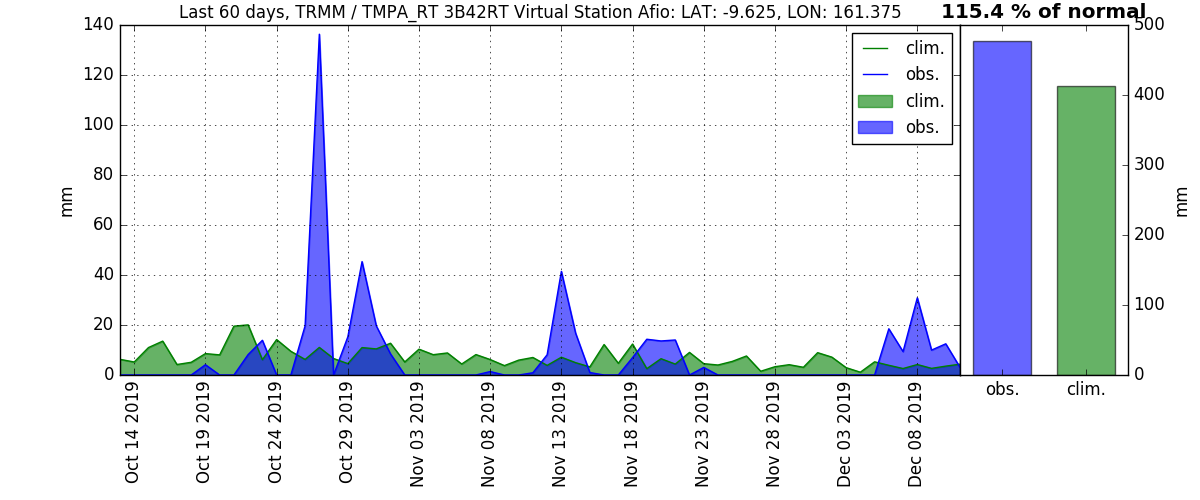 Last 60 days, TRMM / TMPA_RT 3B42RT Virtual Station Afio: LAT: -9.625, LON: 161.375
115.4 % of normal
mm
140
120
100
80
60
40
20
0
clim.
obs.
clim.
obs.
500
400
300
200
100
0
mm
obs.
clim.
Oct 14 2019
Oct 19 2019
Oct 24 2019
Oct 29 2019
Nov 03 2019
Nov 08 2019
Nov 13 2019
Nov 18 2019
Nov 23 2019
Nov 28 2019
Dec 03 2019
Dec 08 2019